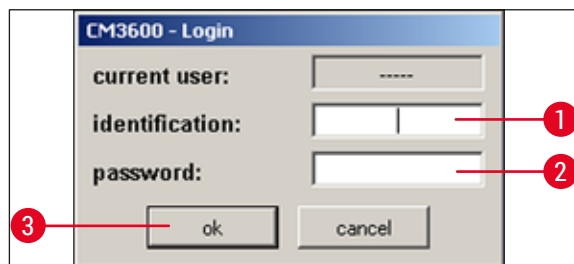 CM3600 - Login
current user: -----
identification: 1
password: 2
3 ok cancel